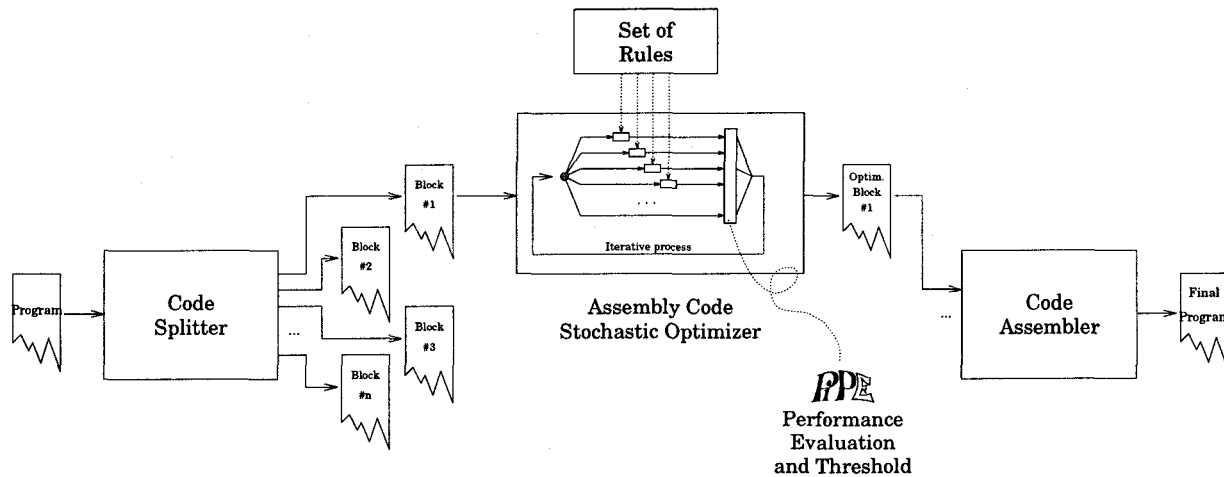 Set of
Rules
Block
#1
Optim.
Block
#1
. . .
Iterative process
Block
#2
Program
Code
Splitter
...
Block
#3
Block
#n
Assembly Code
Stochastic Optimizer
...
Code
Assembler
Final
Program
PIPE
Performance
Evaluation
and Threshold